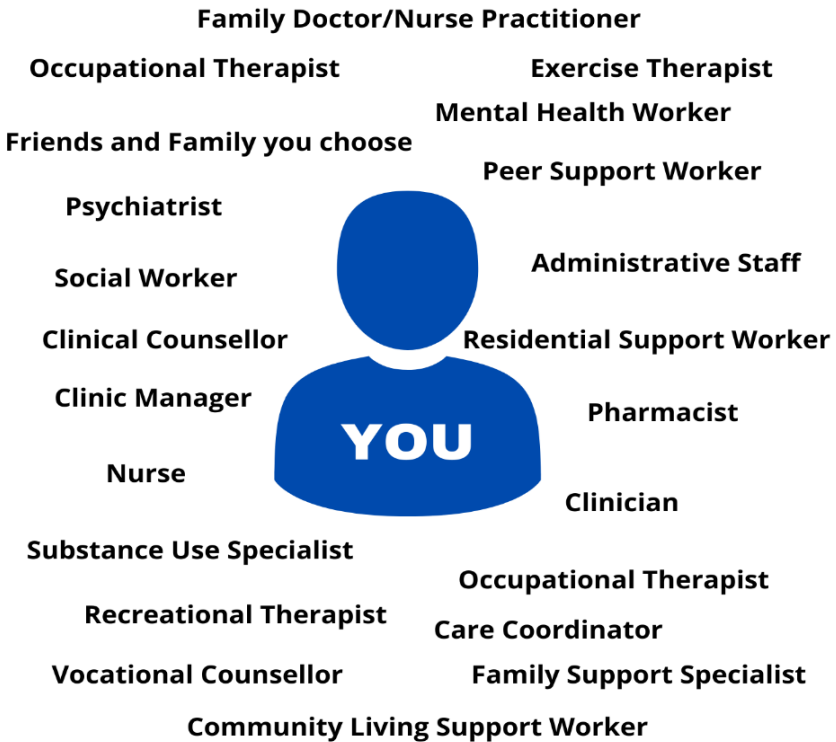 Family Doctor/Nurse Practitioner
Occupational Therapist
Exercise Therapist
Mental Health Worker
Friends and Family you choose
Peer Support Worker
Psychiatrist
Administrative Staff
Social Worker
Clinical Counsellor
Residential Support Worker
Clinic Manager
Pharmacist
YOU
Nurse
Clinician
Substance Use Specialist
Occupational Therapist
Recreational Therapist
Care Coordinator
Vocational Counsellor
Family Support Specialist
Community Living Support Worker